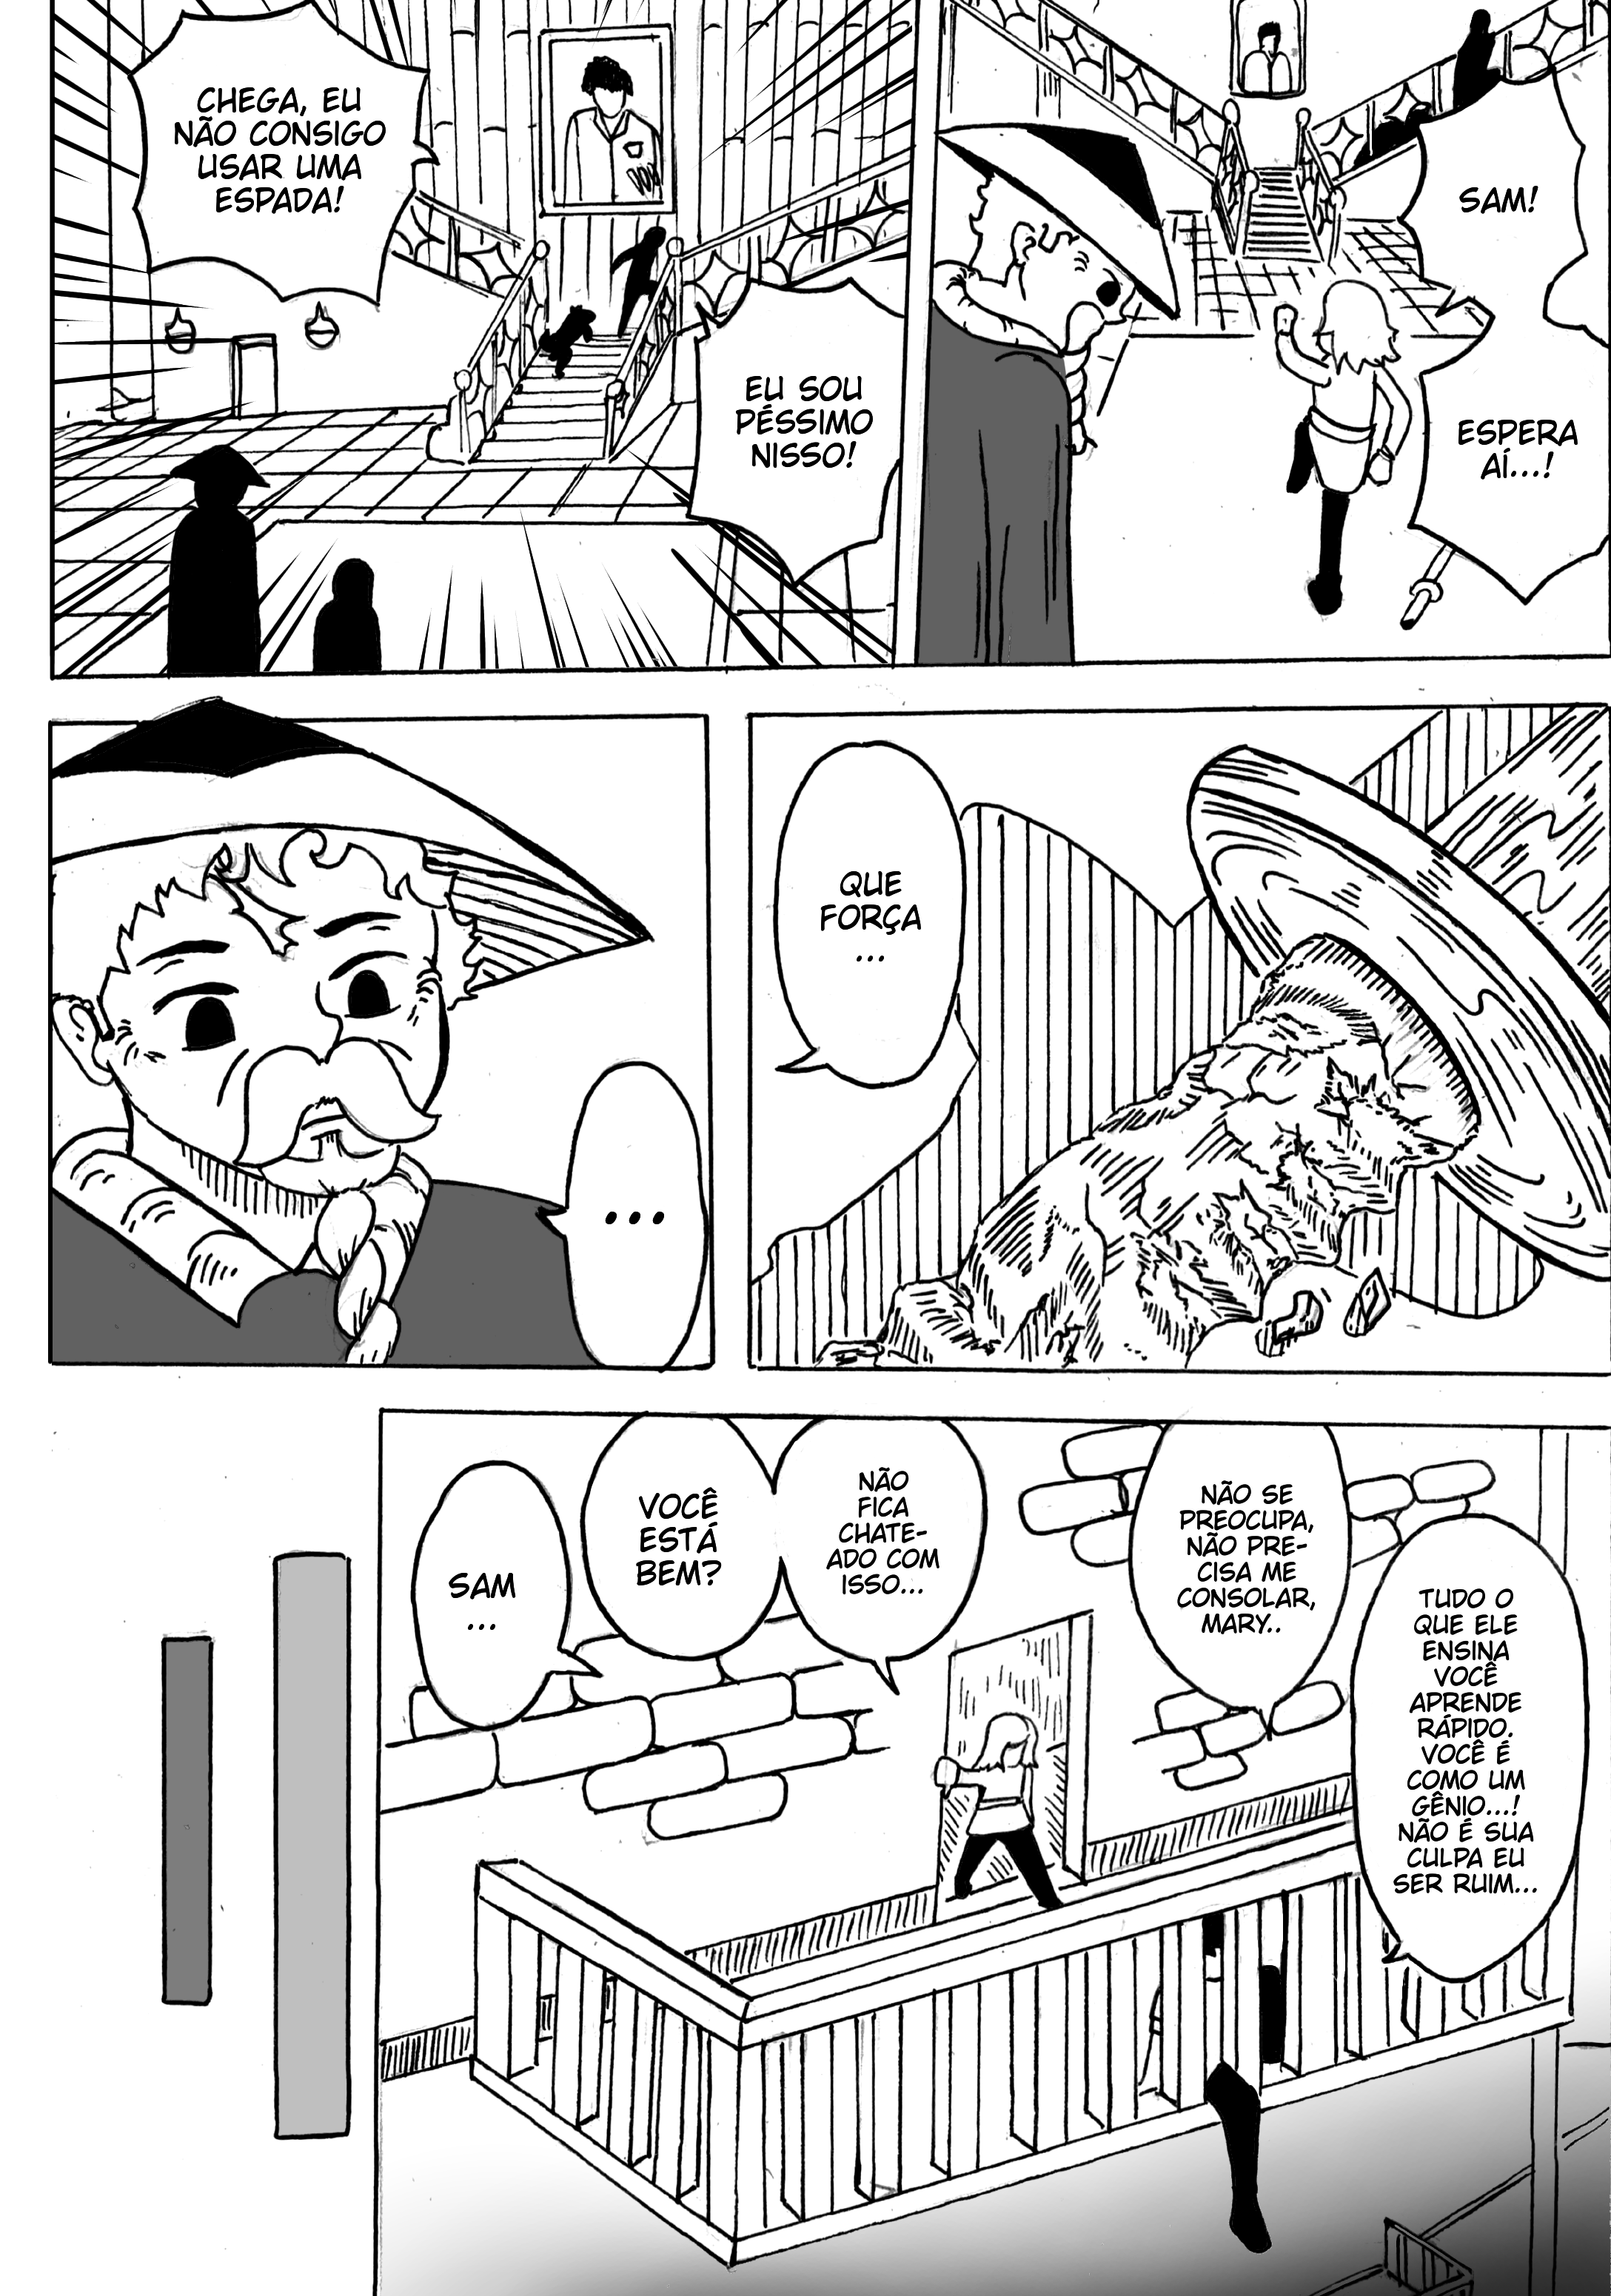 CHEGA, EU
NÃO CONSIGO
USAR UMA
ESPADA!
EU SOU
PÉSSIMO
NISSO!
SAM!
ESPERA
AÍ...!
...
QUE
FORÇA
...
SAM
...
VOCÊ
ESTÁ
BEM?
NÃO
FICA
CHATE-
ADO COM
ISSO...
NÃO SE
PREOCUPA,
NÃO PRE-
CISA ME
CONSOLAR,
MARY..
TUDO O
QUE ELE
ENSINA
VOCÊ
APRENDE
RÁPIDO.
VOCÊ É
COMO UM
GÊNIO...!
NÃO É SUA
CULPA EU
SER RUIM...